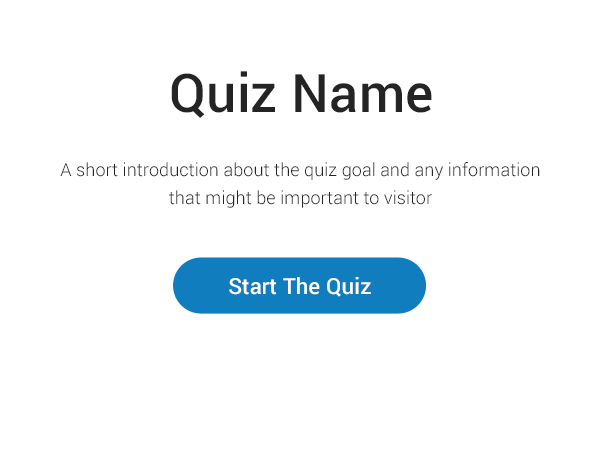 Quiz Name
A short introduction about the quiz goal and any information
that might be important to visitor
Start The Quiz